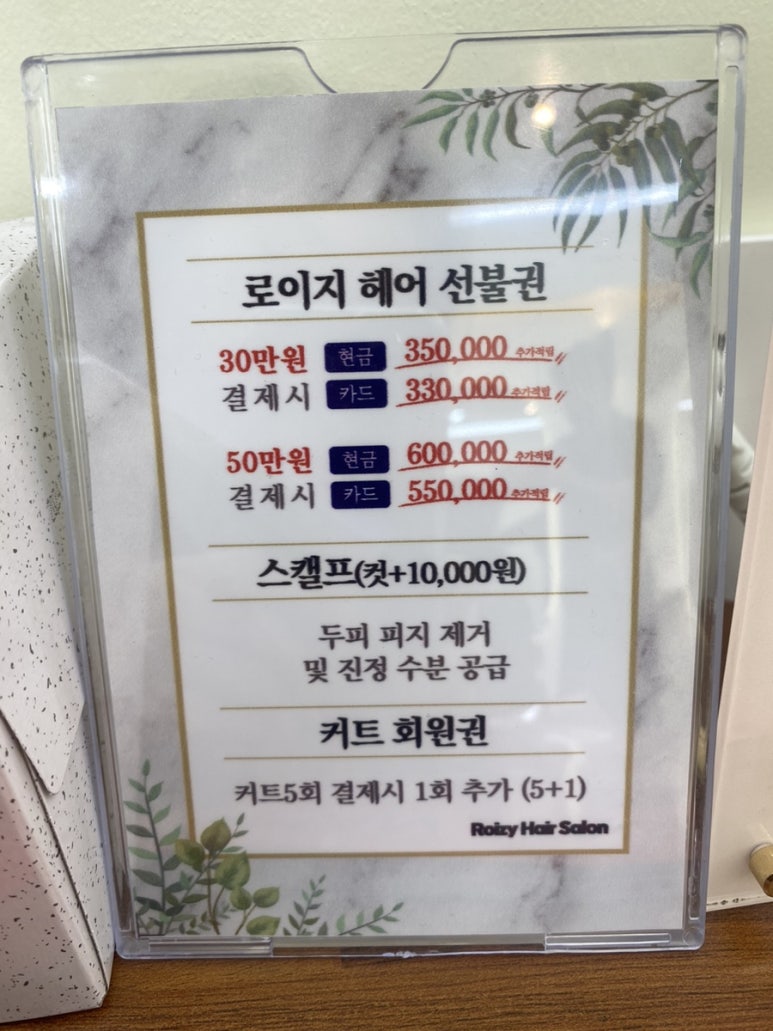 로이지 헤어 선불권
30만원 현금 350,000 추가적립
결제시 카드 330,000 추가적립
50만원 현금 600,000 추가적립
결제시 카드 550,000 추가적립
스캘프(컷+10,000원)
두피 피지 제거
및 진정 수분 공급
커트 회원권
커트5회 결제시 1회 추가 (5+1)
Roizy Hair Salon